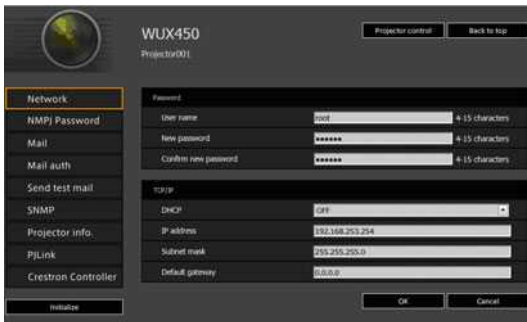 WUX450
Projector001
Projector control
Back to top
Network
NMPJ Password
Mail
Mail auth
Send test mail
SNMP
Projector info.
PJLink
Crestron Controller
Initialize
Password
User name
root
4-15 characters
New password
••••••
4-15 characters
Confirm new password
••••••
4-15 characters
TCP/IP
DHCP
OFF
IP address
192.168.253.254
Subnet mask
255.255.255.0
Default gateway
0.0.0.0
OK
Cancel